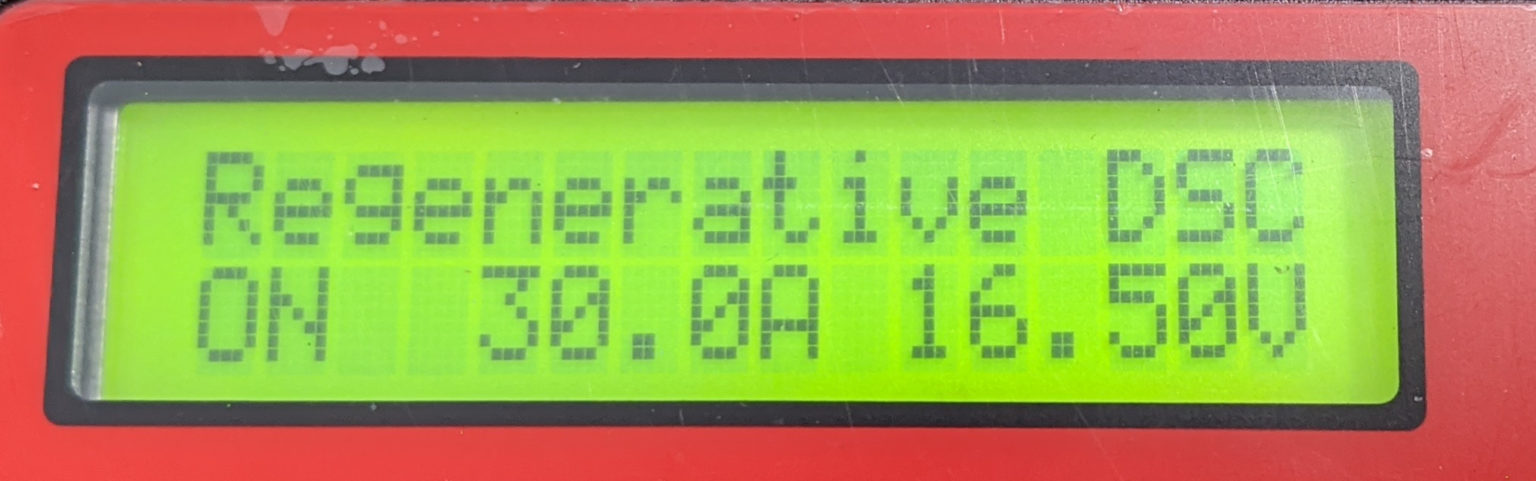 Regenerative DSC
ON  30.0A 16.50V